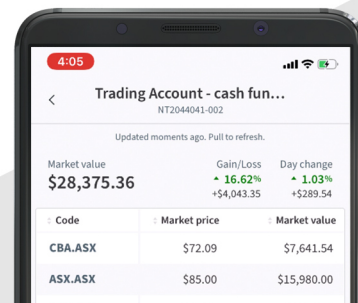 4:05
Trading Account - cash fun...
NT2044041-002
Updated moments ago. Pull to refresh.
Market value Gain/Loss Day change
$28,375.36 16.62% 1.03%
+$4,043.35 +$289.54
Code Market price Market value
CBA.ASX $72.09 $7,641.54
ASX.ASX $85.00 $15,980.00